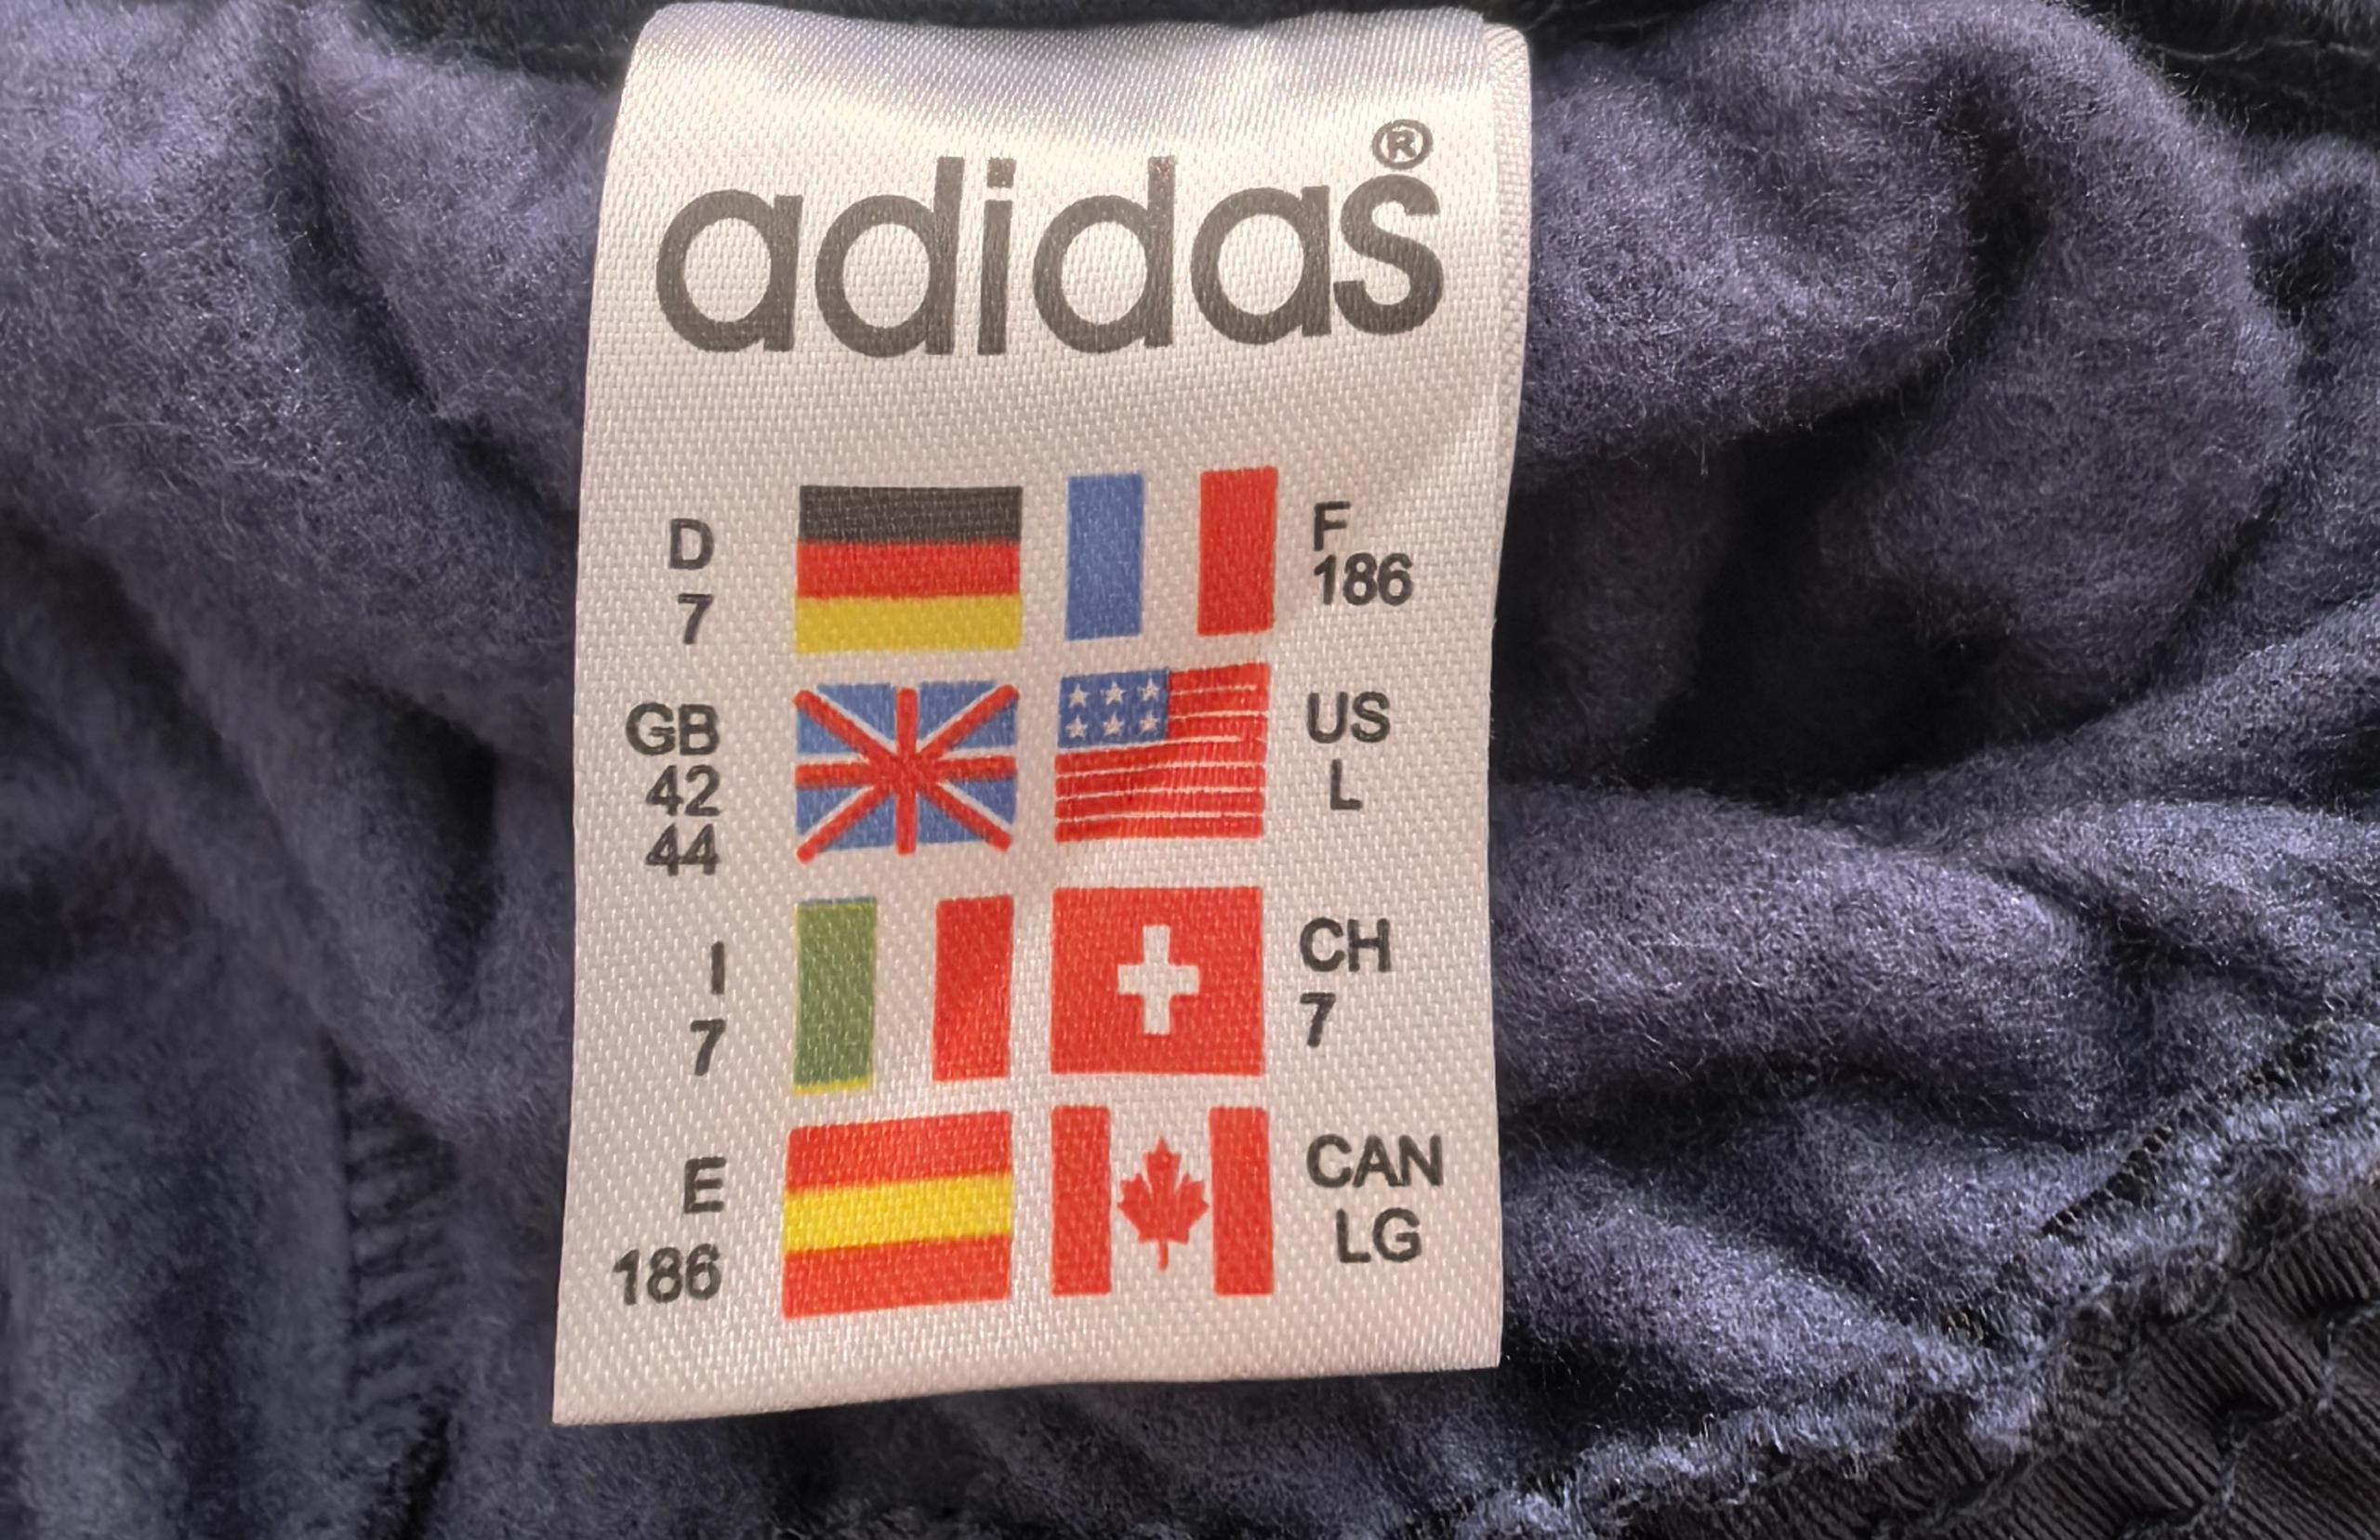 adidas®
D
7
F
186
GB
42
44
US
L
I
7
CH
7
E
186
CAN
LG